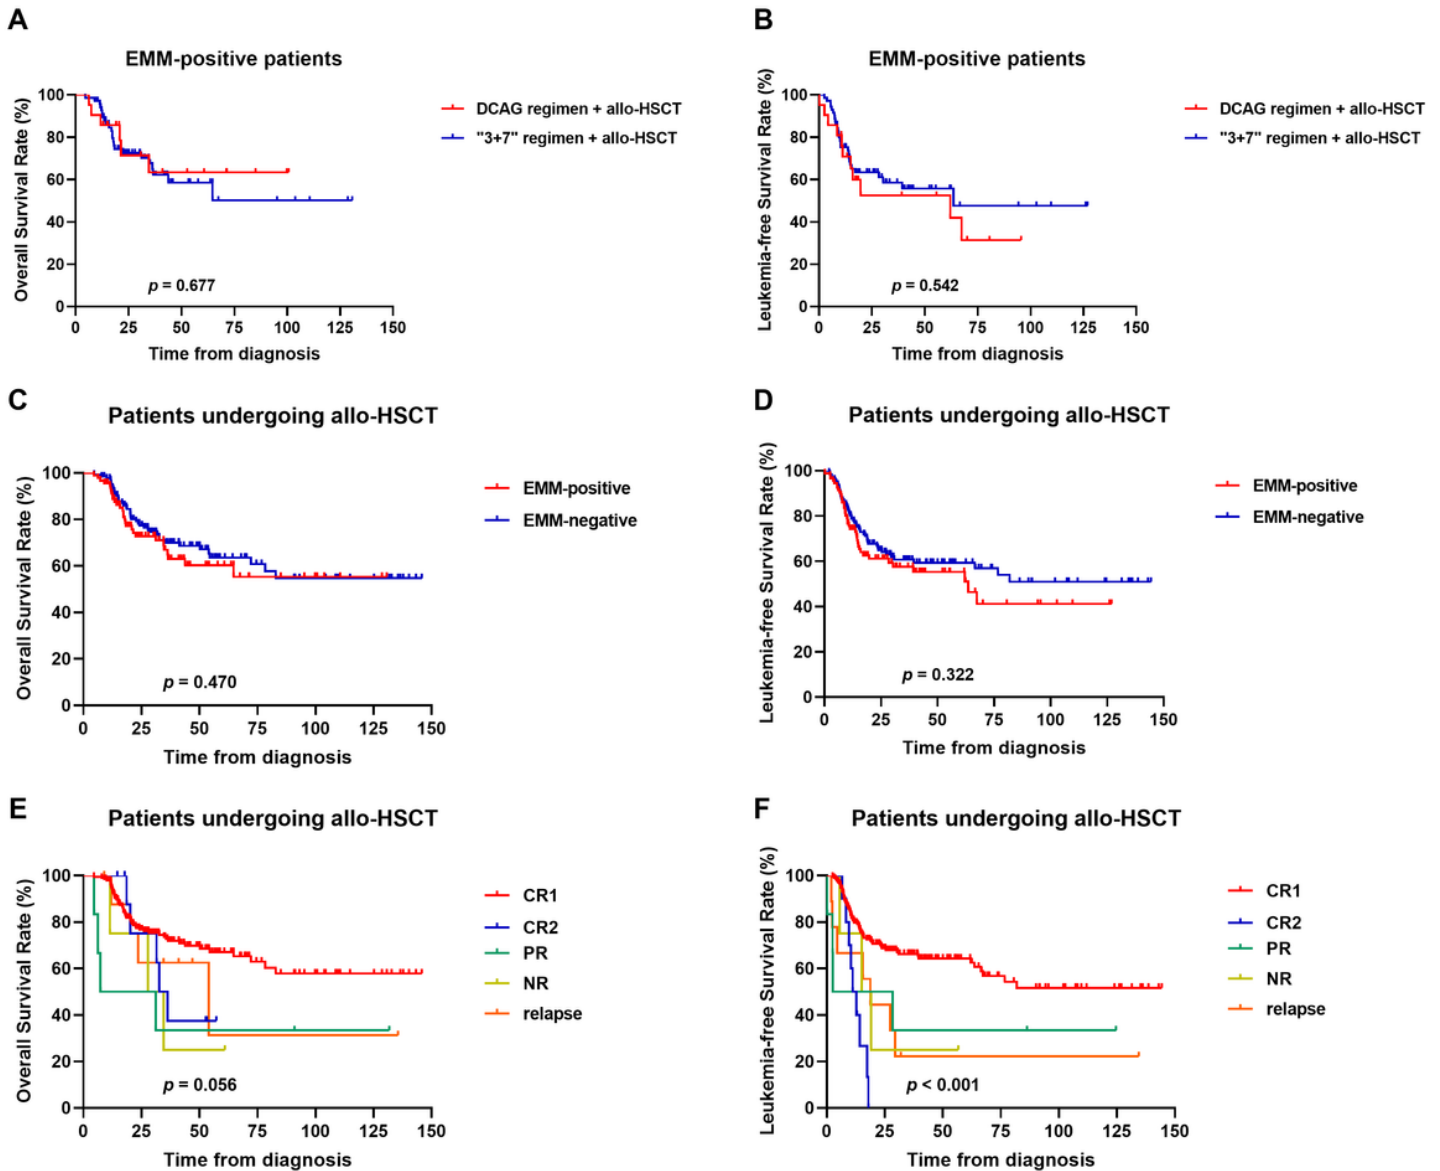 A
EMM-positive patients
Overall Survival Rate (%)
100
80
60
40
20
0
0 25 50 75 100 125 150
Time from diagnosis
p = 0.677
DCAG regimen + allo-HSCT
"3+7" regimen + allo-HSCT
B
EMM-positive patients
Leukemia-free Survival Rate (%)
100
80
60
40
20
0
0 25 50 75 100 125 150
Time from diagnosis
p = 0.542
DCAG regimen + allo-HSCT
"3+7" regimen + allo-HSCT
C
Patients undergoing allo-HSCT
Overall Survival Rate (%)
100
80
60
40
20
0
0 25 50 75 100 125 150
Time from diagnosis
p = 0.470
EMM-positive
EMM-negative
D
Patients undergoing allo-HSCT
Leukemia-free Survival Rate (%)
100
80
60
40
20
0
0 25 50 75 100 125 150
Time from diagnosis
p = 0.322
EMM-positive
EMM-negative
E
Patients undergoing allo-HSCT
Overall Survival Rate (%)
100
80
60
40
20
0
0 25 50 75 100 125 150
Time from diagnosis
p = 0.056
CR1
CR2
PR
NR
relapse
F
Patients undergoing allo-HSCT
Leukemia-free Survival Rate (%)
100
80
60
40
20
0
0 25 50 75 100 125 150
Time from diagnosis
p < 0.001
CR1
CR2
PR
NR
relapse